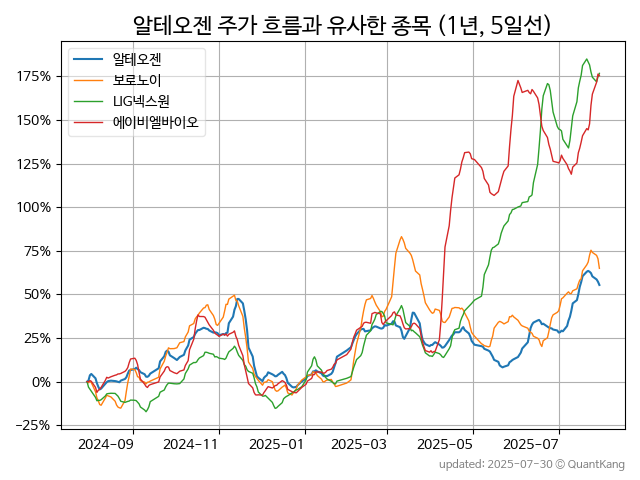 알테오젠 주가 흐름과 유사한 종목 (1년, 5일선)
알테오젠
보로노이
LIG넥스원
에이비엘바이오
175%
150%
125%
100%
75%
50%
25%
0%
−25%
2024-09
2024-11
2025-01
2025-03
2025-05
2025-07
updated: 2025-07-30 © QuantKang